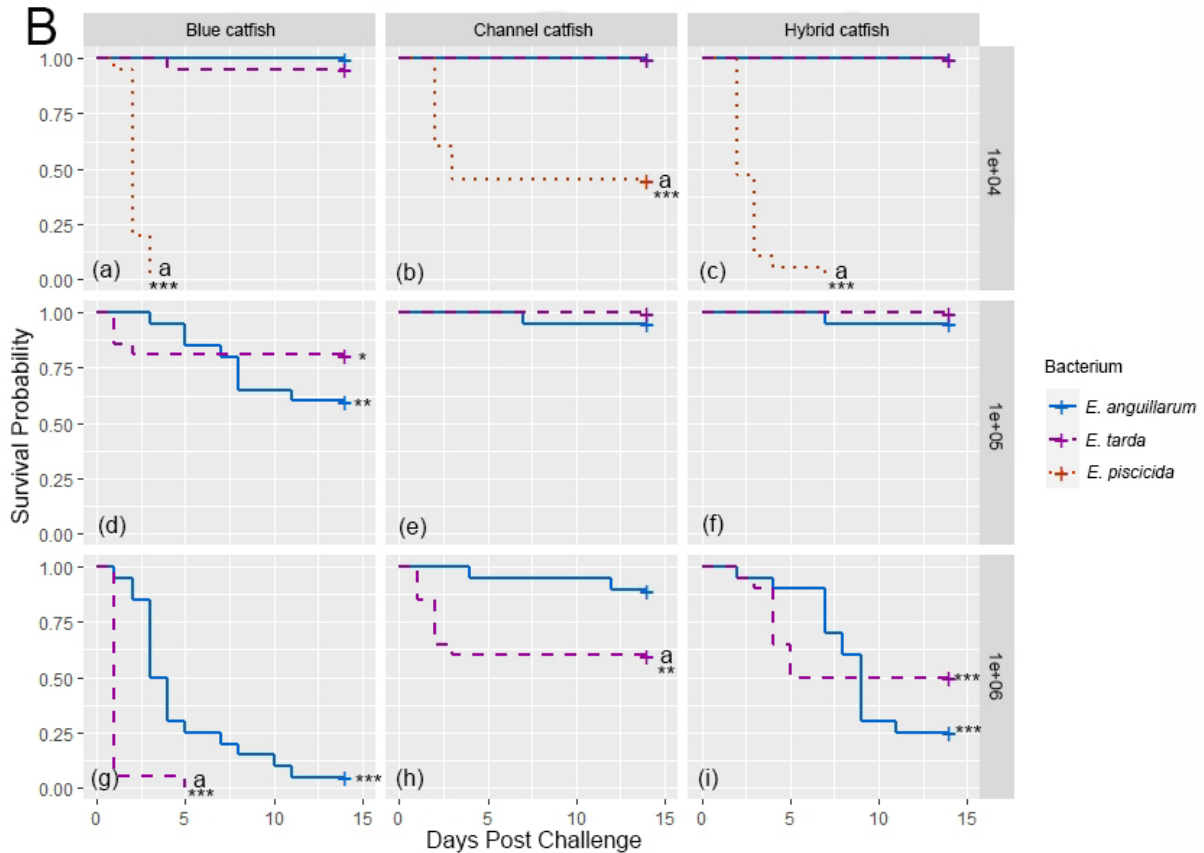 B
Blue catfish
Channel catfish
Hybrid catfish
1.00
0.75
0.50
0.25
0.00
(a)
a
***
(b)
a
***
(c)
a
***
1e+04
1.00
0.75
0.50
0.25
0.00
(d)
*
**
(e)
(f)
1e+05
1.00
0.75
0.50
0.25
0.00
(g)
a
***
***
(h)
a
**
(i)
***
***
1e+06
0 5 10 15
0 5 10 15
0 5 10 15
Survival Probability
Days Post Challenge
Bacterium
E. anguillarum
E. tarda
E. piscicida